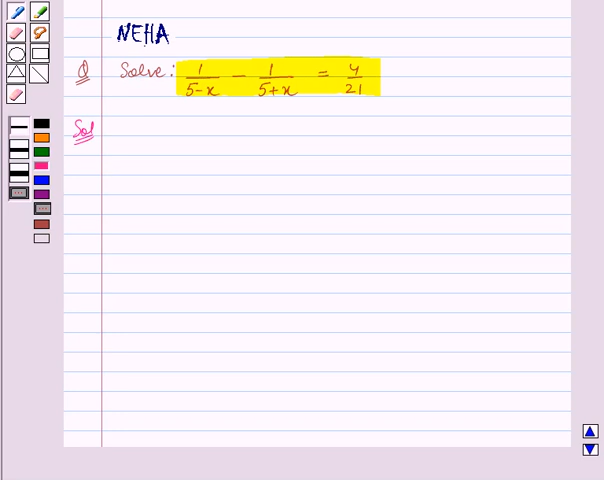 NEHA
Q Solve: 1/(5-x) - 1/(5+x) = 4/21
Sol